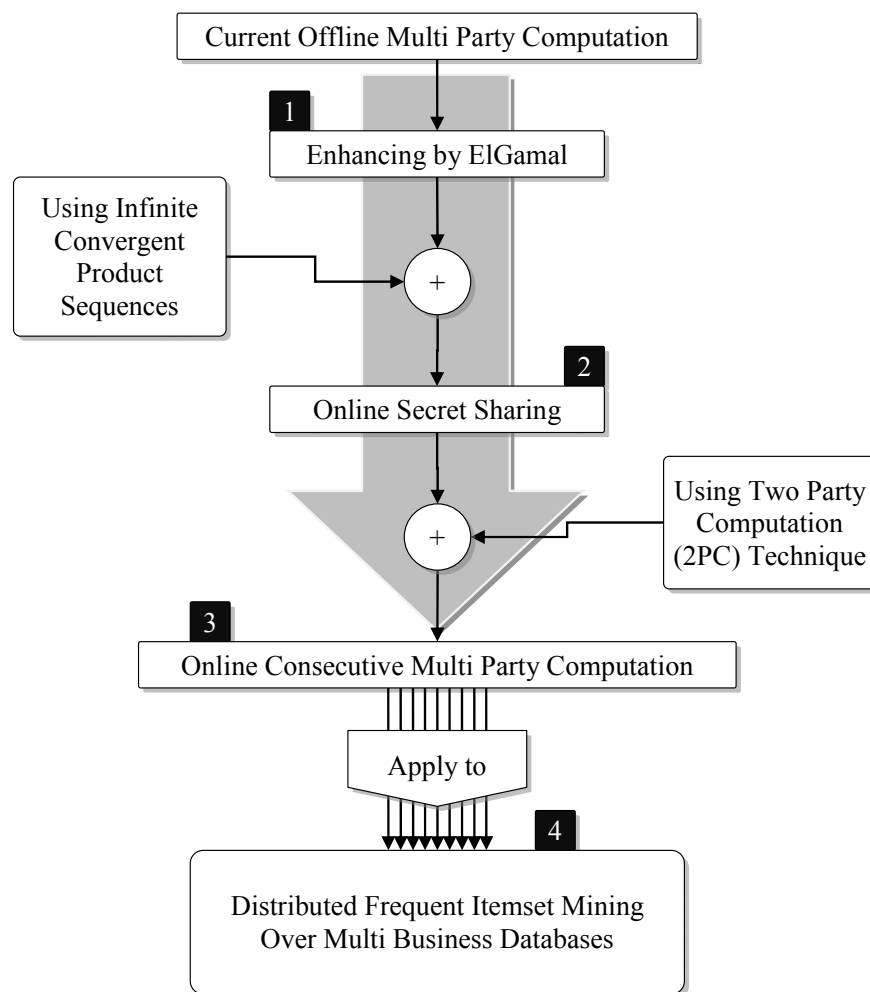 Current Offline Multi Party Computation
1
Enhancing by ElGamal
Using Infinite
Convergent
Product
Sequences
+
2
Online Secret Sharing
Using Two Party
Computation
(2PC) Technique
+
3
Online Consecutive Multi Party Computation
Apply to
4
Distributed Frequent Itemset Mining
Over Multi Business Databases